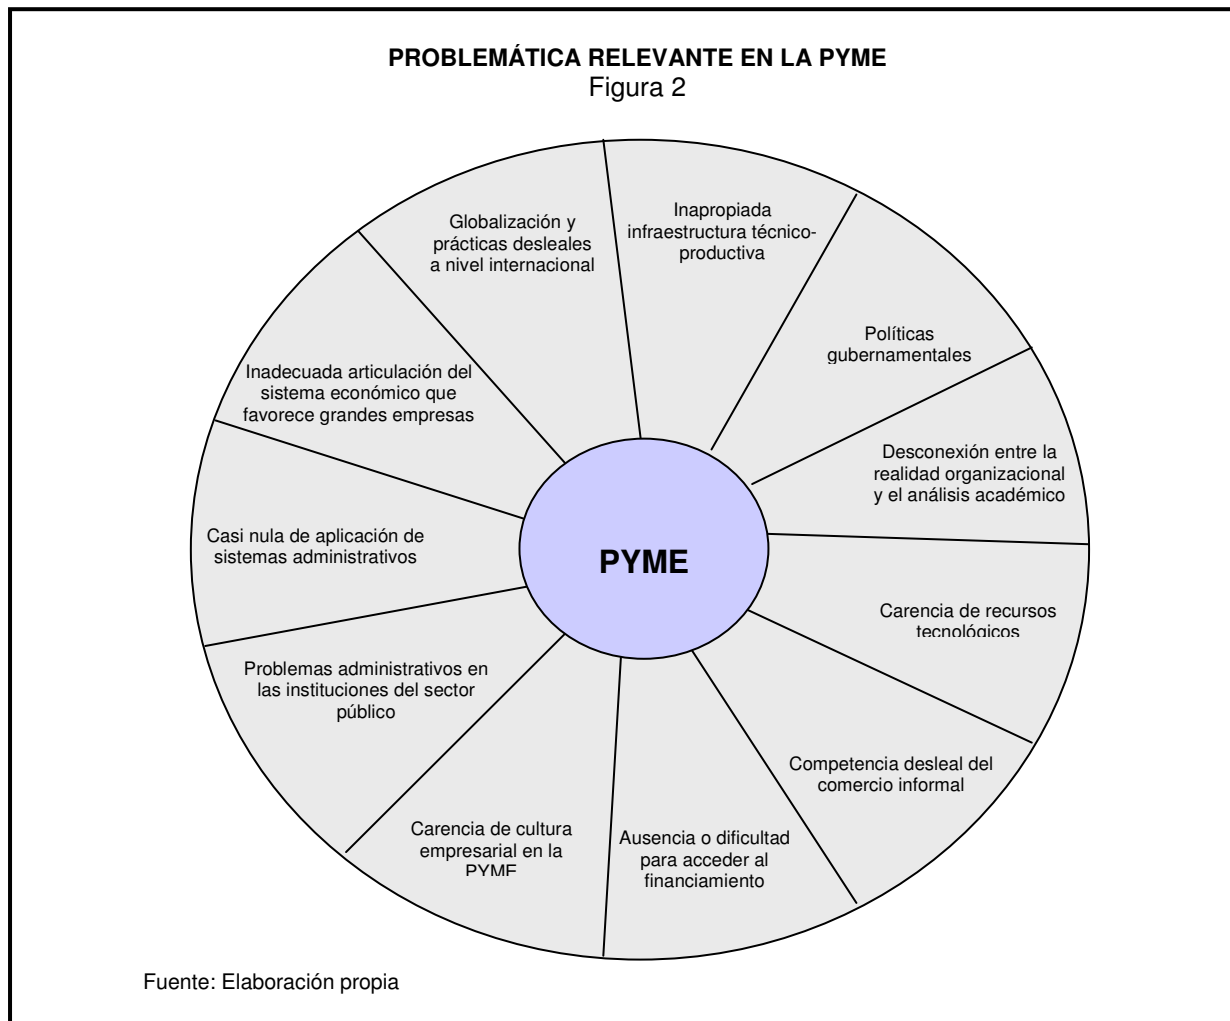 PROBLEMÁTICA RELEVANTE EN LA PYME
Figura 2
Inapropiada
infraestructura técnico-
productiva
Políticas
gubernamentales
Desconexión entre la
realidad organizacional
y el análisis académico
Carencia de recursos
tecnológicos
Competencia desleal del
comercio informal
Ausencia o dificultad
para acceder al
financiamiento
Carencia de cultura
empresarial en la
PYME
Problemas administrativos en
las instituciones del sector
público
Casi nula de aplicación de
sistemas administrativos
Inadecuada articulación del
sistema económico que
favorece grandes empresas
Globalización y
prácticas desleales
a nivel internacional
PYME
Fuente: Elaboración propia